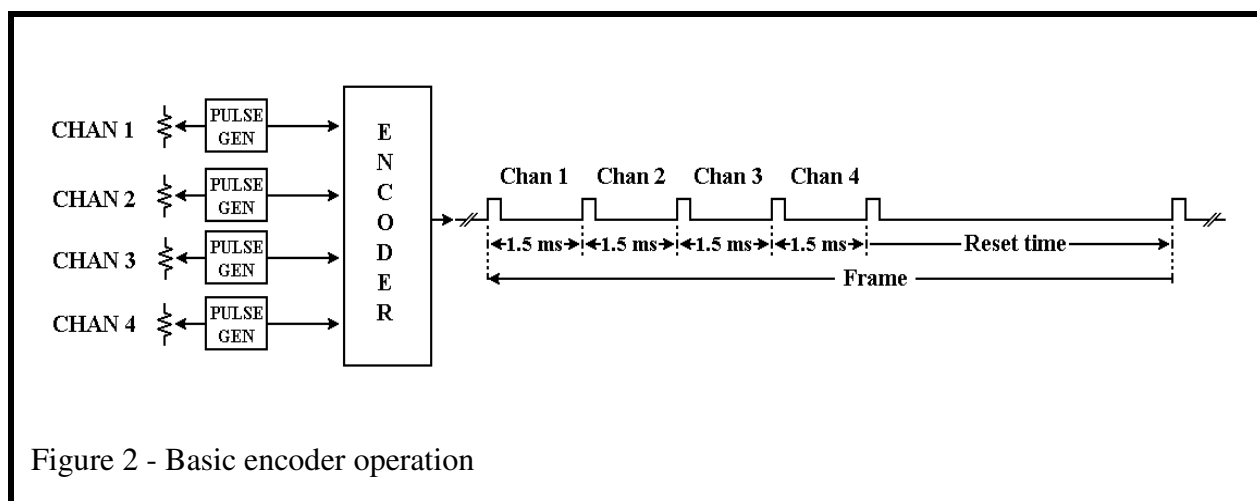 CHAN 1
PULSE
GEN
CHAN 2
PULSE
GEN
CHAN 3
PULSE
GEN
CHAN 4
PULSE
GEN
E
N
C
O
D
E
R
Chan 1 Chan 2 Chan 3 Chan 4
1.5 ms 1.5 ms 1.5 ms 1.5 ms Reset time
Frame
Figure 2 - Basic encoder operation